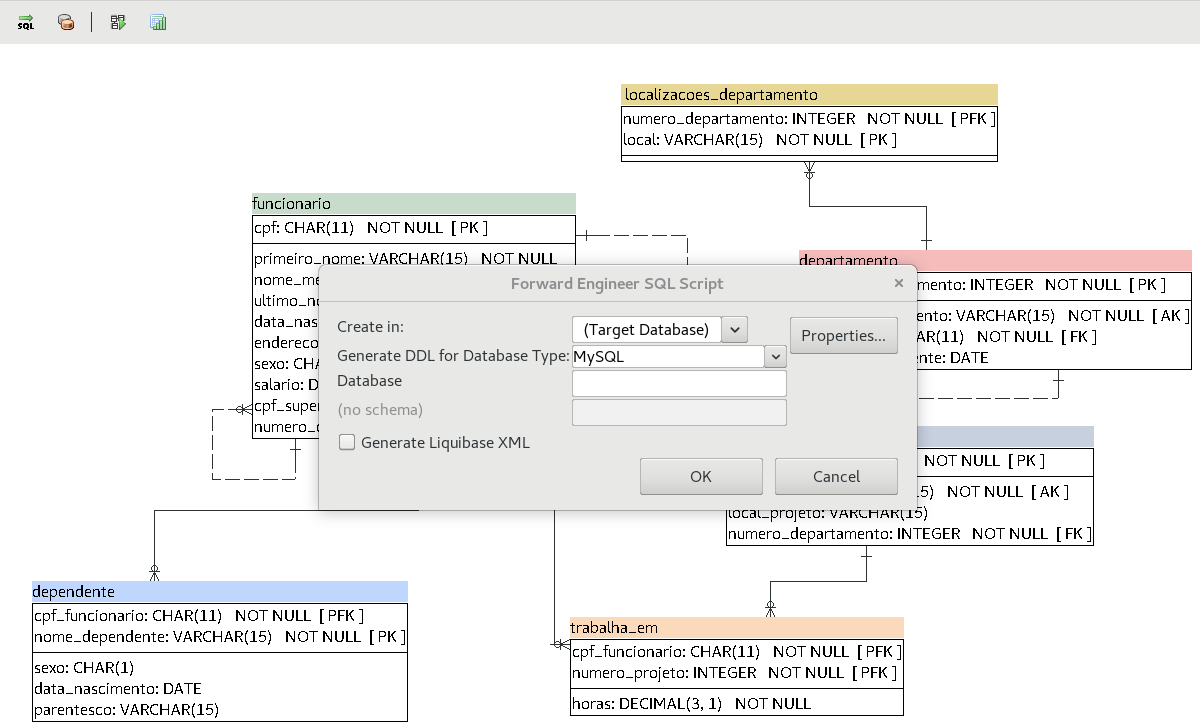 SQL
localizacoes_departamento
numero_departamento: INTEGER NOT NULL [ PFK ]
local: VARCHAR(15) NOT NULL [ PK ]
funcionario
cpf: CHAR(11) NOT NULL [ PK ]
primeiro_nome: VARCHAR(15) NOT NULL
nome_me
ultimo_no
data_nas
enderec
sexo: CH
salario: D
cpf_supe
numero_
departamento
mento: INTEGER NOT NULL [ PK ]
ento: VARCHAR(15) NOT NULL [ AK ]
AR(11) NOT NULL [ FK ]
nte: DATE
Forward Engineer SQL Script
Create in:
(Target Database)
Properties...
Generate DDL for Database Type:
MySQL
Database
(no schema)
Generate Liquibase XML
OK
Cancel
NOT NULL [ PK ]
15) NOT NULL [ AK ]
local_projeto: VARCHAR(15)
numero_departamento: INTEGER NOT NULL [ FK ]
dependente
cpf_funcionario: CHAR(11) NOT NULL [ PFK ]
nome_dependente: VARCHAR(15) NOT NULL [ PK ]
sexo: CHAR(1)
data_nascimento: DATE
parentesco: VARCHAR(15)
trabalha_em
cpf_funcionario: CHAR(11) NOT NULL [ PFK ]
numero_projeto: INTEGER NOT NULL [ PFK ]
horas: DECIMAL(3, 1) NOT NULL